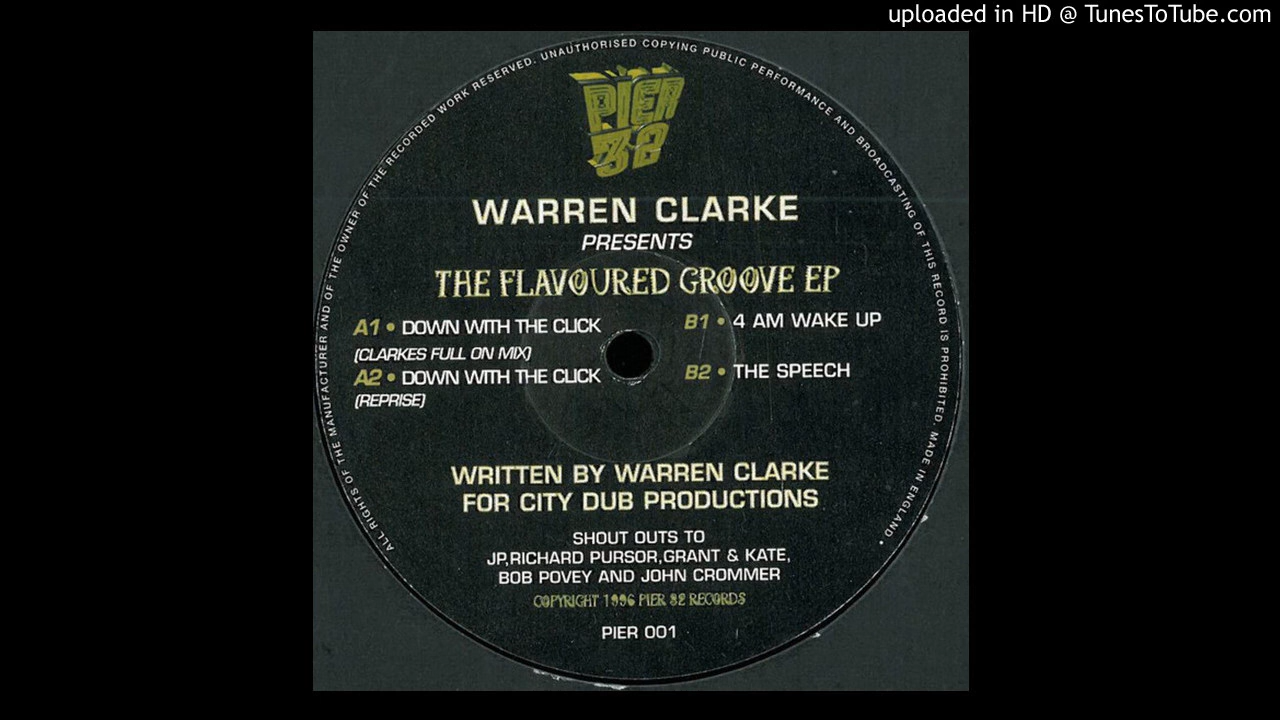 uploaded in HD @ TunesToTube.com
ALL RIGHTS OF THE MANUFACTURER AND OF THE OWNER OF THE RECORDED WORK RESERVED. UNAUTHORISED COPYING PUBLIC PERFORMANCE AND BROADCASTING OF THIS RECORD IS PROHIBITED. MADE IN ENGLAND •
PIER
32
WARREN CLARKE
PRESENTS
THE FLAVOURED GROOVE EP
A1 • DOWN WITH THE CLICK
(CLARKES FULL ON MIX)
A2 • DOWN WITH THE CLICK
(REPRISE)
B1 • 4 AM WAKE UP
B2 • THE SPEECH
WRITTEN BY WARREN CLARKE
FOR CITY DUB PRODUCTIONS
SHOUT OUTS TO
JP,RICHARD PURSOR,GRANT & KATE,
BOB POVEY AND JOHN CROMMER
COPYRIGHT 1996 PIER 32 RECORDS
PIER 001